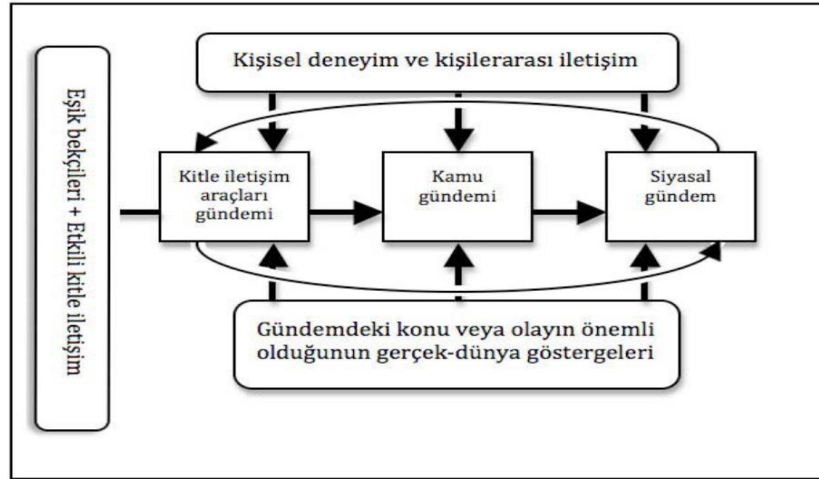 Kişisel deneyim ve kişilerarası iletişim
Eşik bekçileri + Etkili kitle iletişim
Kitle iletişim
araçları
gündemi
Kamu
gündemi
Siyasal
gündem
Gündemdeki konu veya olayın önemli
olduğunun gerçek-dünya göstergeleri